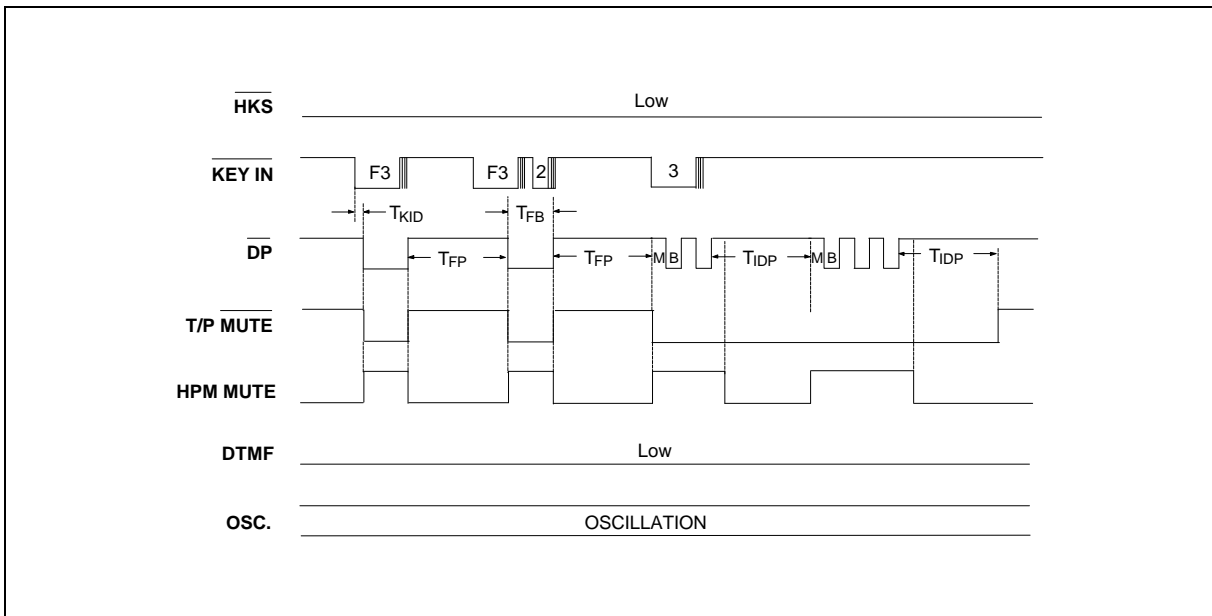 HKS
Low
KEY IN
F3
F3
2
3
TKID
TFB
DP
TFP
TFP
M B
TIDP
M B
TIDP
T/P MUTE
HPM MUTE
DTMF
Low
OSC.
OSCILLATION